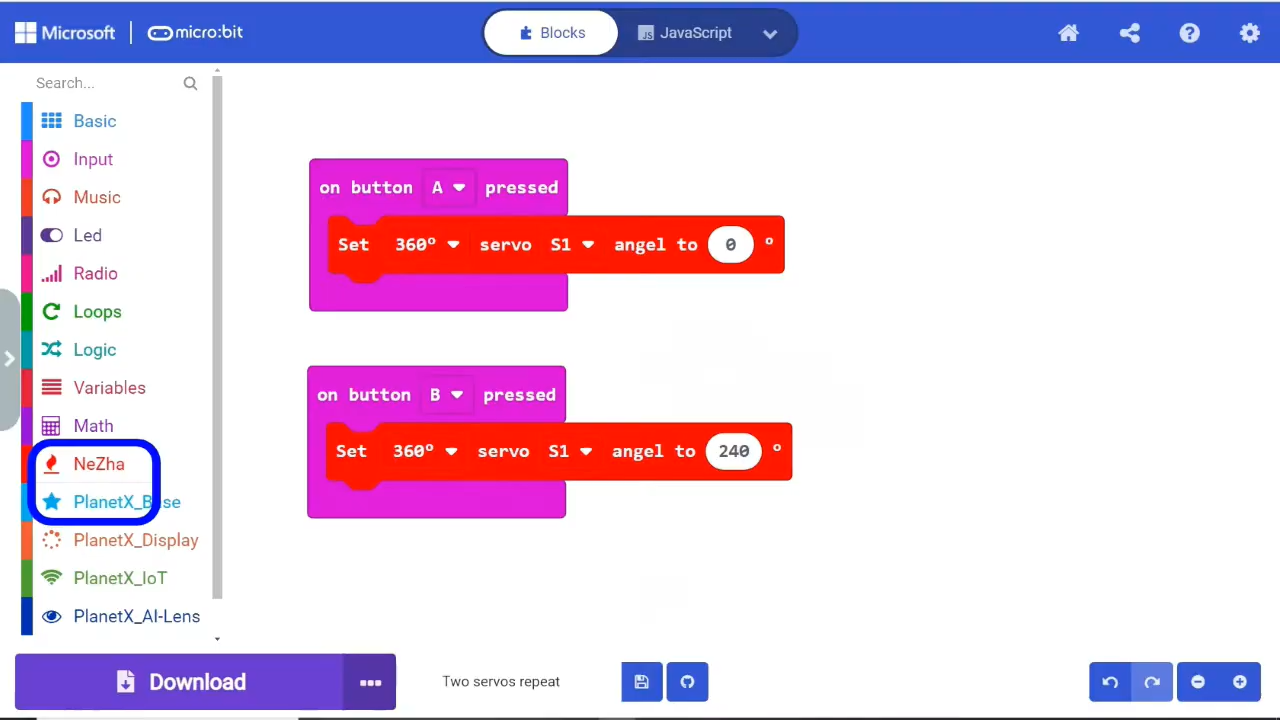 Microsoft micro:bit Blocks JavaScript
Search...
Basic
Input
Music
Led
Radio
Loops
Logic
Variables
Math
NeZha
PlanetX_Base
PlanetX_Display
PlanetX_IoT
PlanetX_AI-Lens
on button A pressed
Set 360° servo S1 angel to 0 °
on button B pressed
Set 360° servo S1 angel to 240 °
Download
Two servos repeat